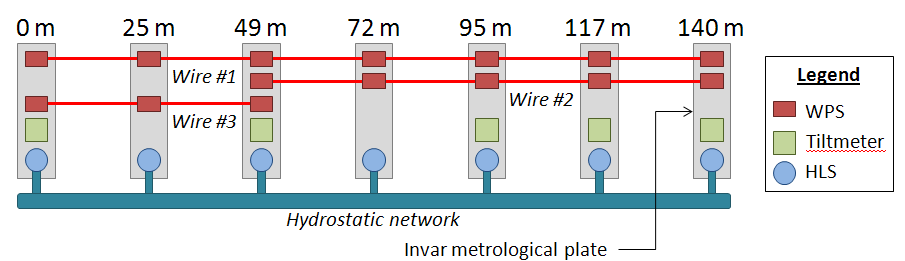 0 m 25 m 49 m 72 m 95 m 117 m 140 m
Wire #1
Wire #2
Wire #3
Legend
WPS
Tiltmeter
HLS
Hydrostatic network
Invar metrological plate